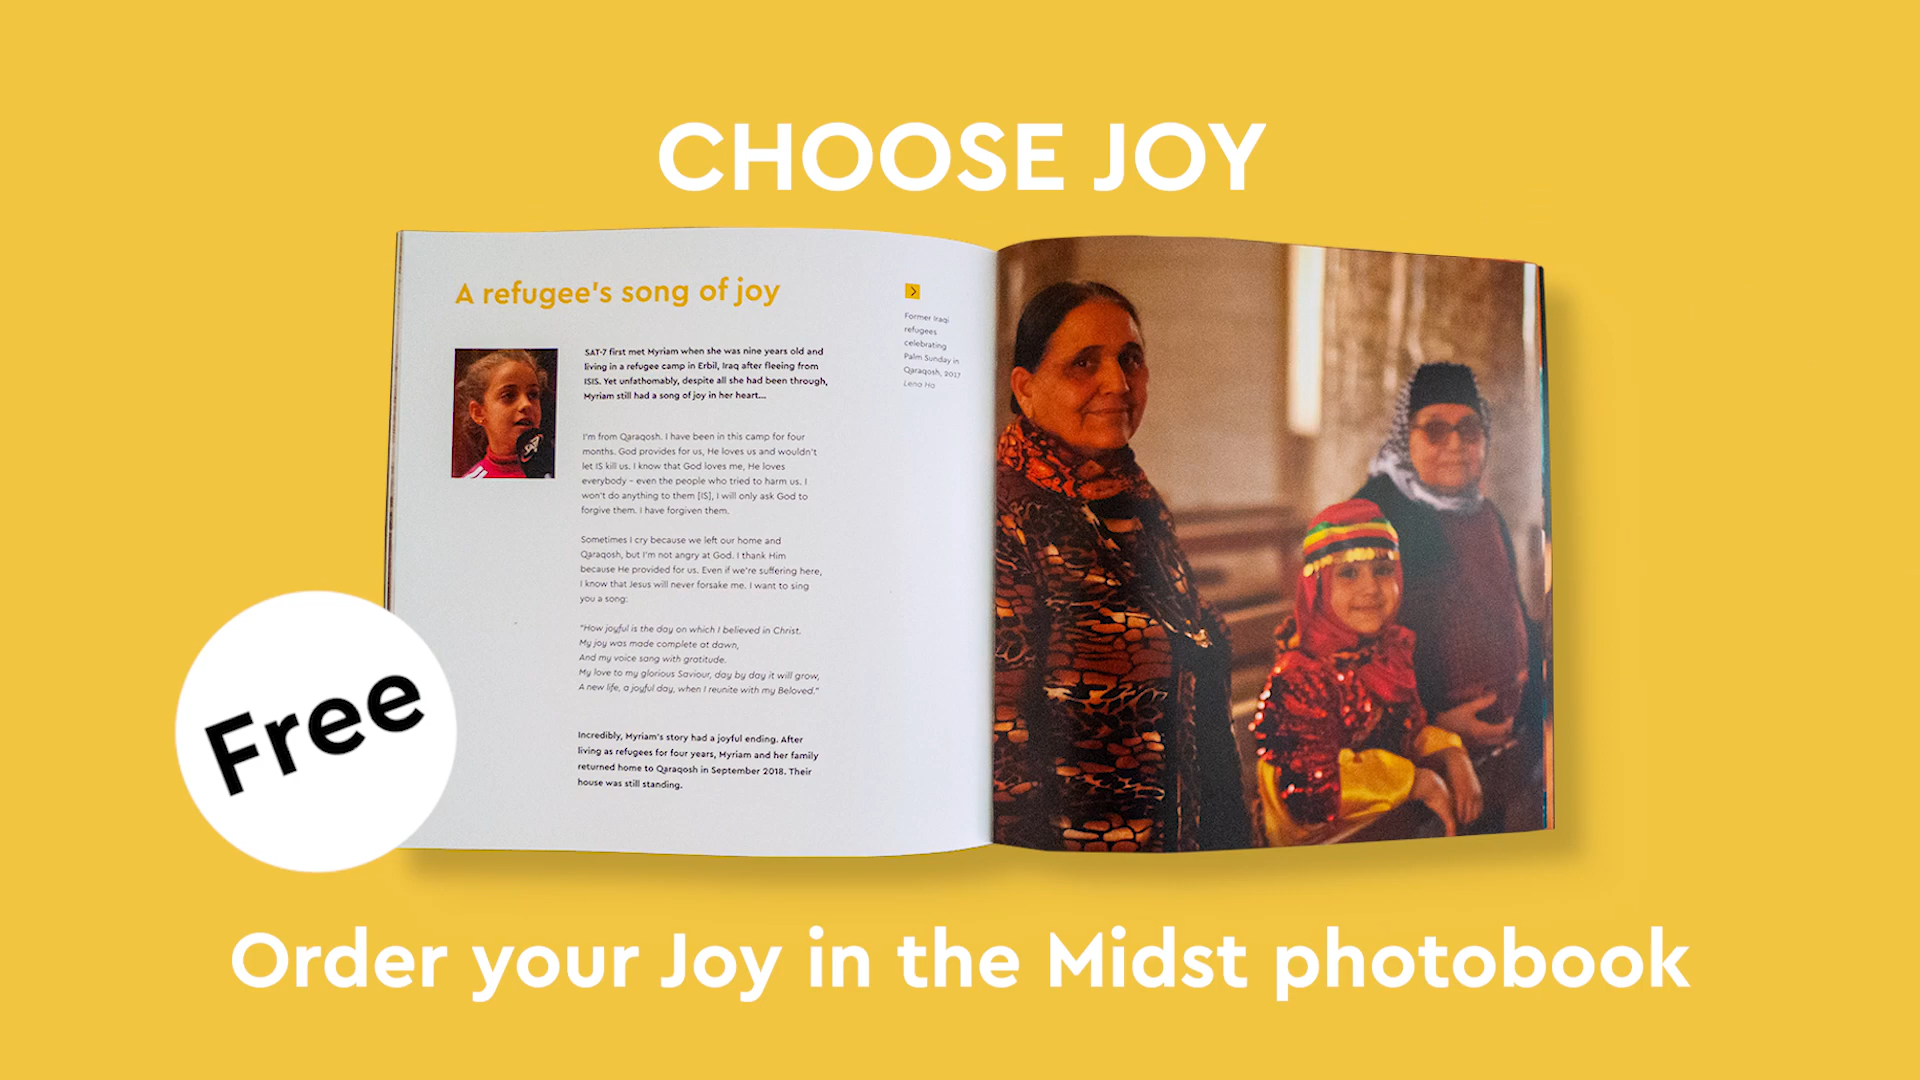 CHOOSE JOY
A refugee's song of joy
SAT-7 first met Myriam when she was nine years old and
living in a refugee camp in Erbil, Iraq after fleeing from
ISIS. Yet unfathomably, despite all she had been through,
Myriam still had a song of joy in her heart...
I'm from Qaraqosh. I have been in this camp for four
months. God provides for us, He loves us and wouldn't
let IS kill us. I know that God loves me, He loves
everybody – even the people who tried to harm us. I
won't do anything to them [IS], I will only ask God to
forgive them. I have forgiven them.
Sometimes I cry because we left our home and
Qaraqosh, but I'm not angry at God. I thank Him
because He provided for us. Even if we're suffering here,
I know that Jesus will never forsake me. I want to sing
you a song:
"How joyful is the day on which I believed in Christ.
My joy was made complete at dawn,
And my voice sang with gratitude.
My love to my glorious Saviour, day by day it will grow,
A new life, a joyful day, when I reunite with my Beloved."
Incredibly, Myriam's story had a joyful ending. After
living as refugees for four years, Myriam and her family
returned home to Qaraqosh in September 2018. Their
house was still standing.
Former Iraqi
refugees
celebrating
Palm Sunday in
Qaraqosh, 2017
Lena Ha
Free
Order your Joy in the Midst photobook